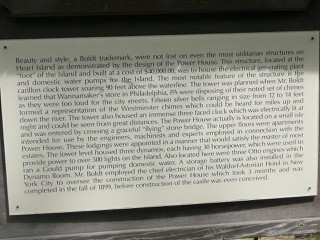 Beauty and style, a Boldt trademark, were not lost on even the most utilitarian structures on
Heart Island as demonstrated by the design of the Power House. This structure, located at the
"foot" of the Island and built at a cost of $40,000.00, was to house the electrical generating plant
and domestic water pumps for the Island. The most notable feature of the structure is the
carillon clock tower soaring 90 feet above the waterline. The tower was planned when Mr. Boldt
learned that Wannamaker's store in Philadelphia, PA were disposing of their noted set of chimes
as they were too loud for the city streets. Fifteen silver bells ranging in size from 12 to 14 feet
formed a representation of the Westminster chimes which could be heard for miles up and
down the river. The tower also housed an immense three faced clock which was electrically lit at
night and could be seen from great distances. The Power House actually is located on a small isle
and was entered by crossing a graceful "flying" stone bridge. The upper floors were apartments
intended for use by the engineers, machinists and experts employed in connection with the
Power House. These lodgings were appointed in a manner that would satisfy the master of most
estates. The lower level housed three dynamos, each having 30 horsepower, which were used to
provide power to over 500 lights on the Island. Also located here were three Otto engines which
ran a Gould pump for pumping domestic water. A storage battery was also installed in the
Dynamo Room. Mr. Boldt employed the chief electrician of his Waldorf-Astoria Hotel in New
York City to oversee the construction of the Power House which took 3 months and was
completed in the fall of 1899, before construction of the castle was even conceived.